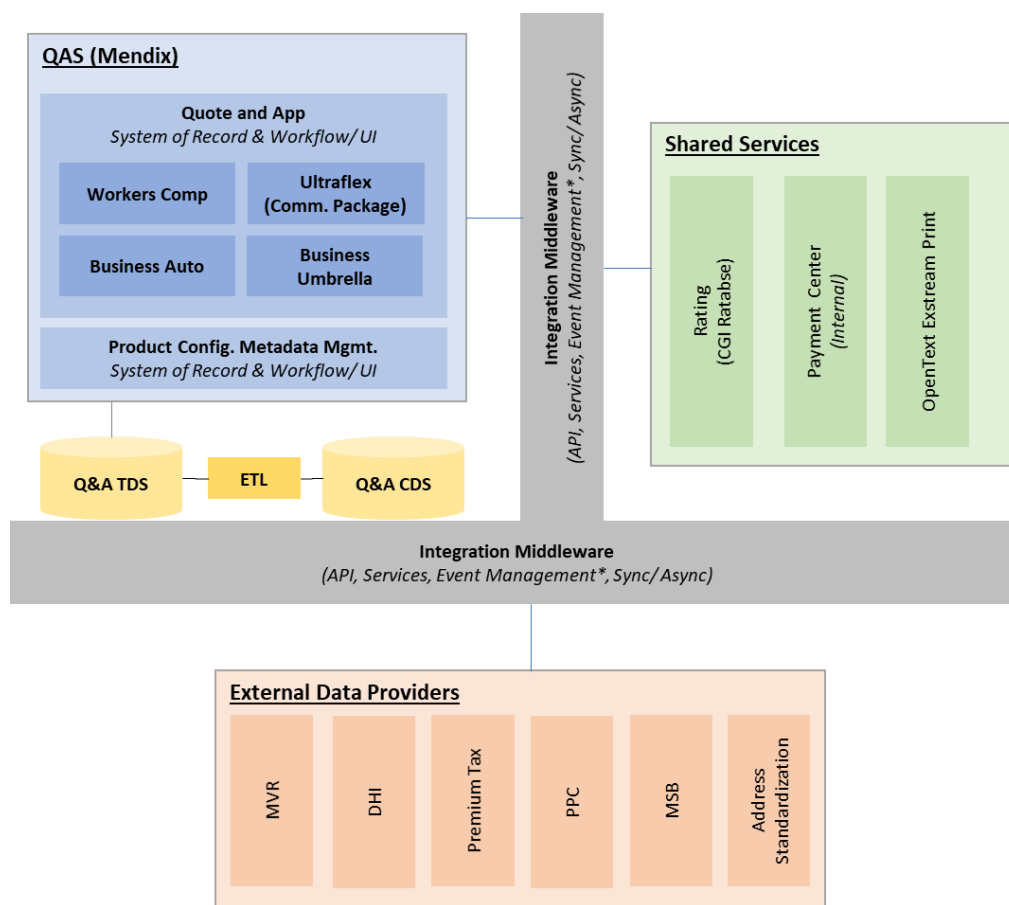 QAS (Mendix)
Quote and App
System of Record & Workflow/ UI
Workers Comp
Ultraflex
(Comm. Package)
Business Auto
Business
Umbrella
Product Config. Metadata Mgmt.
System of Record & Workflow/ UI
Q&A TDS
ETL
Q&A CDS
Integration Middleware
(API, Services, Event Management*, Sync/ Async)
Shared Services
Rating
(CGI Ratabse)
Payment Center
(Internal)
OpenText Exstream Print
Integration Middleware
(API, Services, Event Management*, Sync/ Async)
External Data Providers
MVR
DHI
Premium Tax
PPC
MSB
Address
Standardization